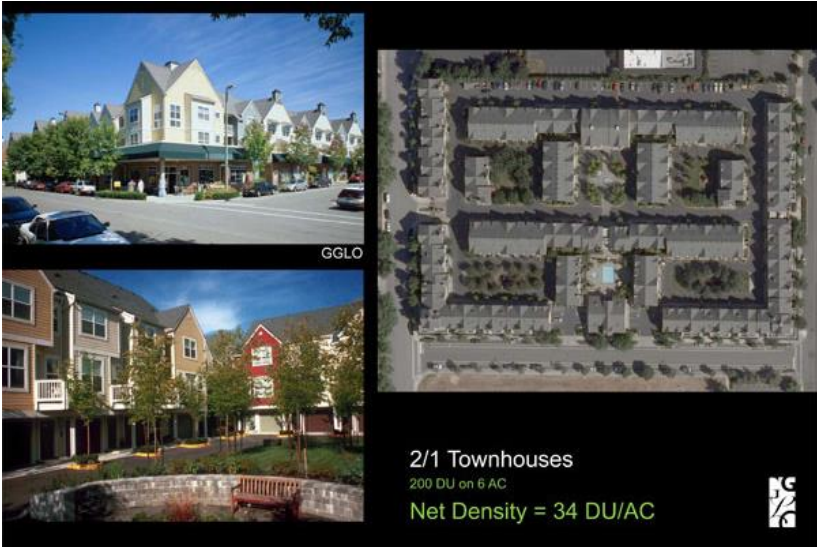 GGLO
2/1 Townhouses
200 DU on 6 AC
Net Density = 34 DU/AC